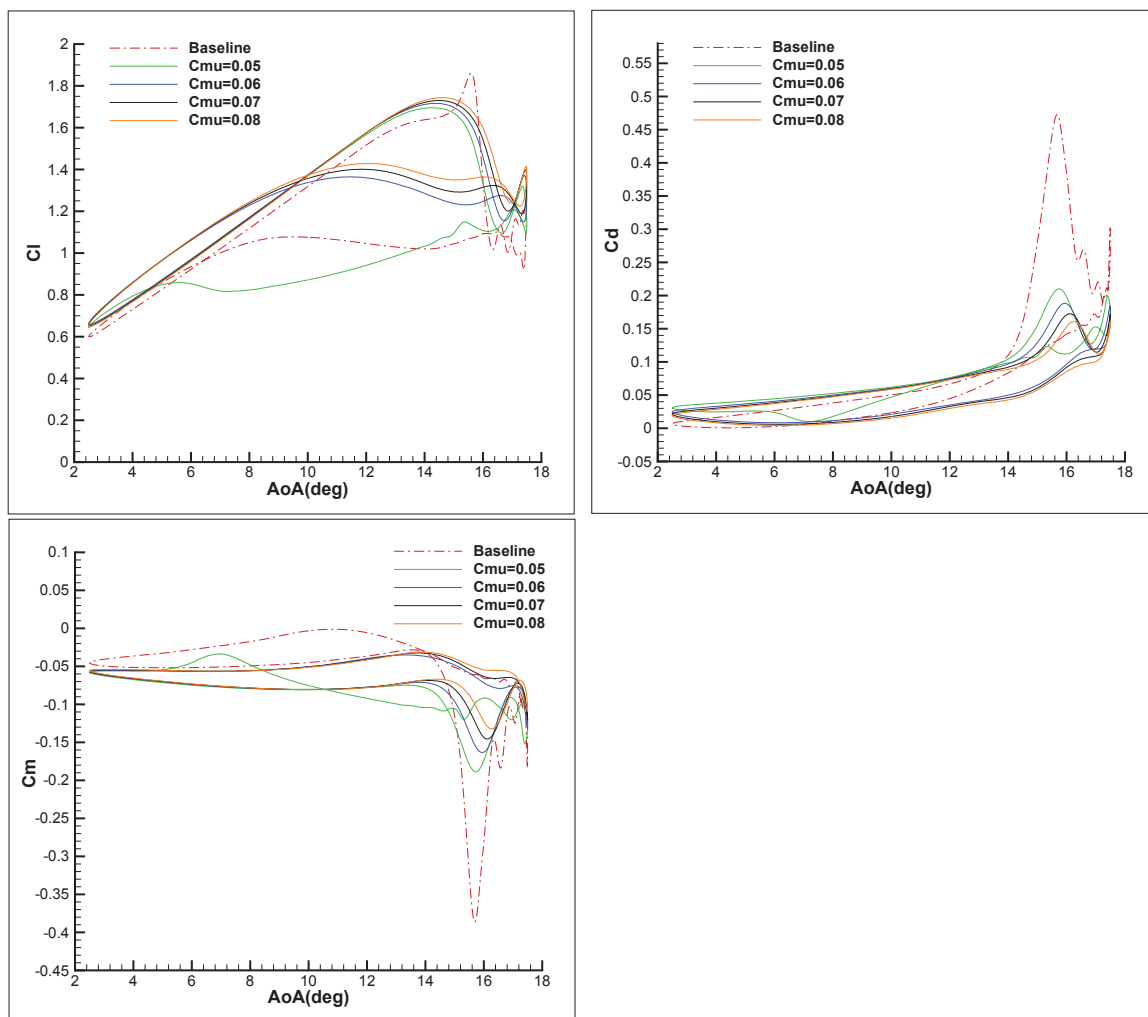 2
1.8
1.6
1.4
1.2
1
0.8
0.6
0.4
0.2
0
Cl
Baseline
Cmu=0.05
Cmu=0.06
Cmu=0.07
Cmu=0.08
2 4 6 8 10 12 14 16 18
AoA(deg)
0.55
0.5
0.45
0.4
0.35
0.3
0.25
0.2
0.15
0.1
0.05
0
-0.05
Cd
Baseline
Cmu=0.05
Cmu=0.06
Cmu=0.07
Cmu=0.08
2 4 6 8 10 12 14 16 18
AoA(deg)
0.1
0.05
0
-0.05
-0.1
-0.15
-0.2
-0.25
-0.3
-0.35
-0.4
-0.45
Cm
Baseline
Cmu=0.05
Cmu=0.06
Cmu=0.07
Cmu=0.08
2 4 6 8 10 12 14 16 18
AoA(deg)